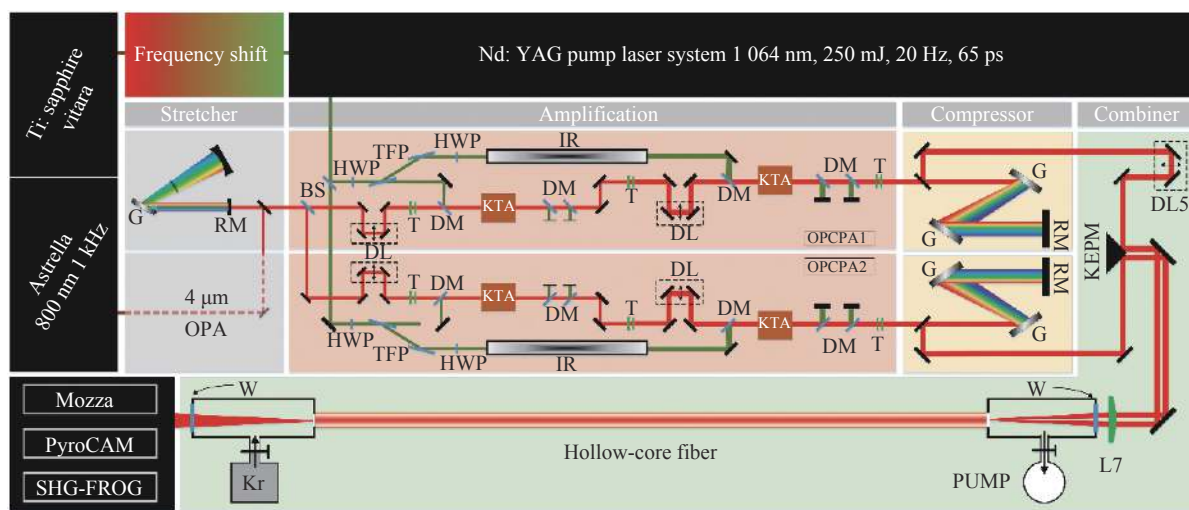 Ti: sapphire
vitara
Frequency shift
Nd: YAG pump laser system 1 064 nm, 250 mJ, 20 Hz, 65 ps
Stretcher
Amplification
Compressor
Combiner
HWP
TFP
HWP
IR
DM
T
BS
DM
T
KTA
DL5
G
RM
T
DM
KTA
DM
DL
DL
OPCPA1
G
RM
KEPM
Astrella
800 nm 1 kHz
4 μm
OPA
OPCPA2
DL
T
DM
KTA
DM
T
DM
KTA
DM
T
G
RM
G
HWP
TFP
HWP
IR
Mozza
PyroCAM
SHG-FROG
W
W
Hollow-core fiber
L7
Kr
PUMP